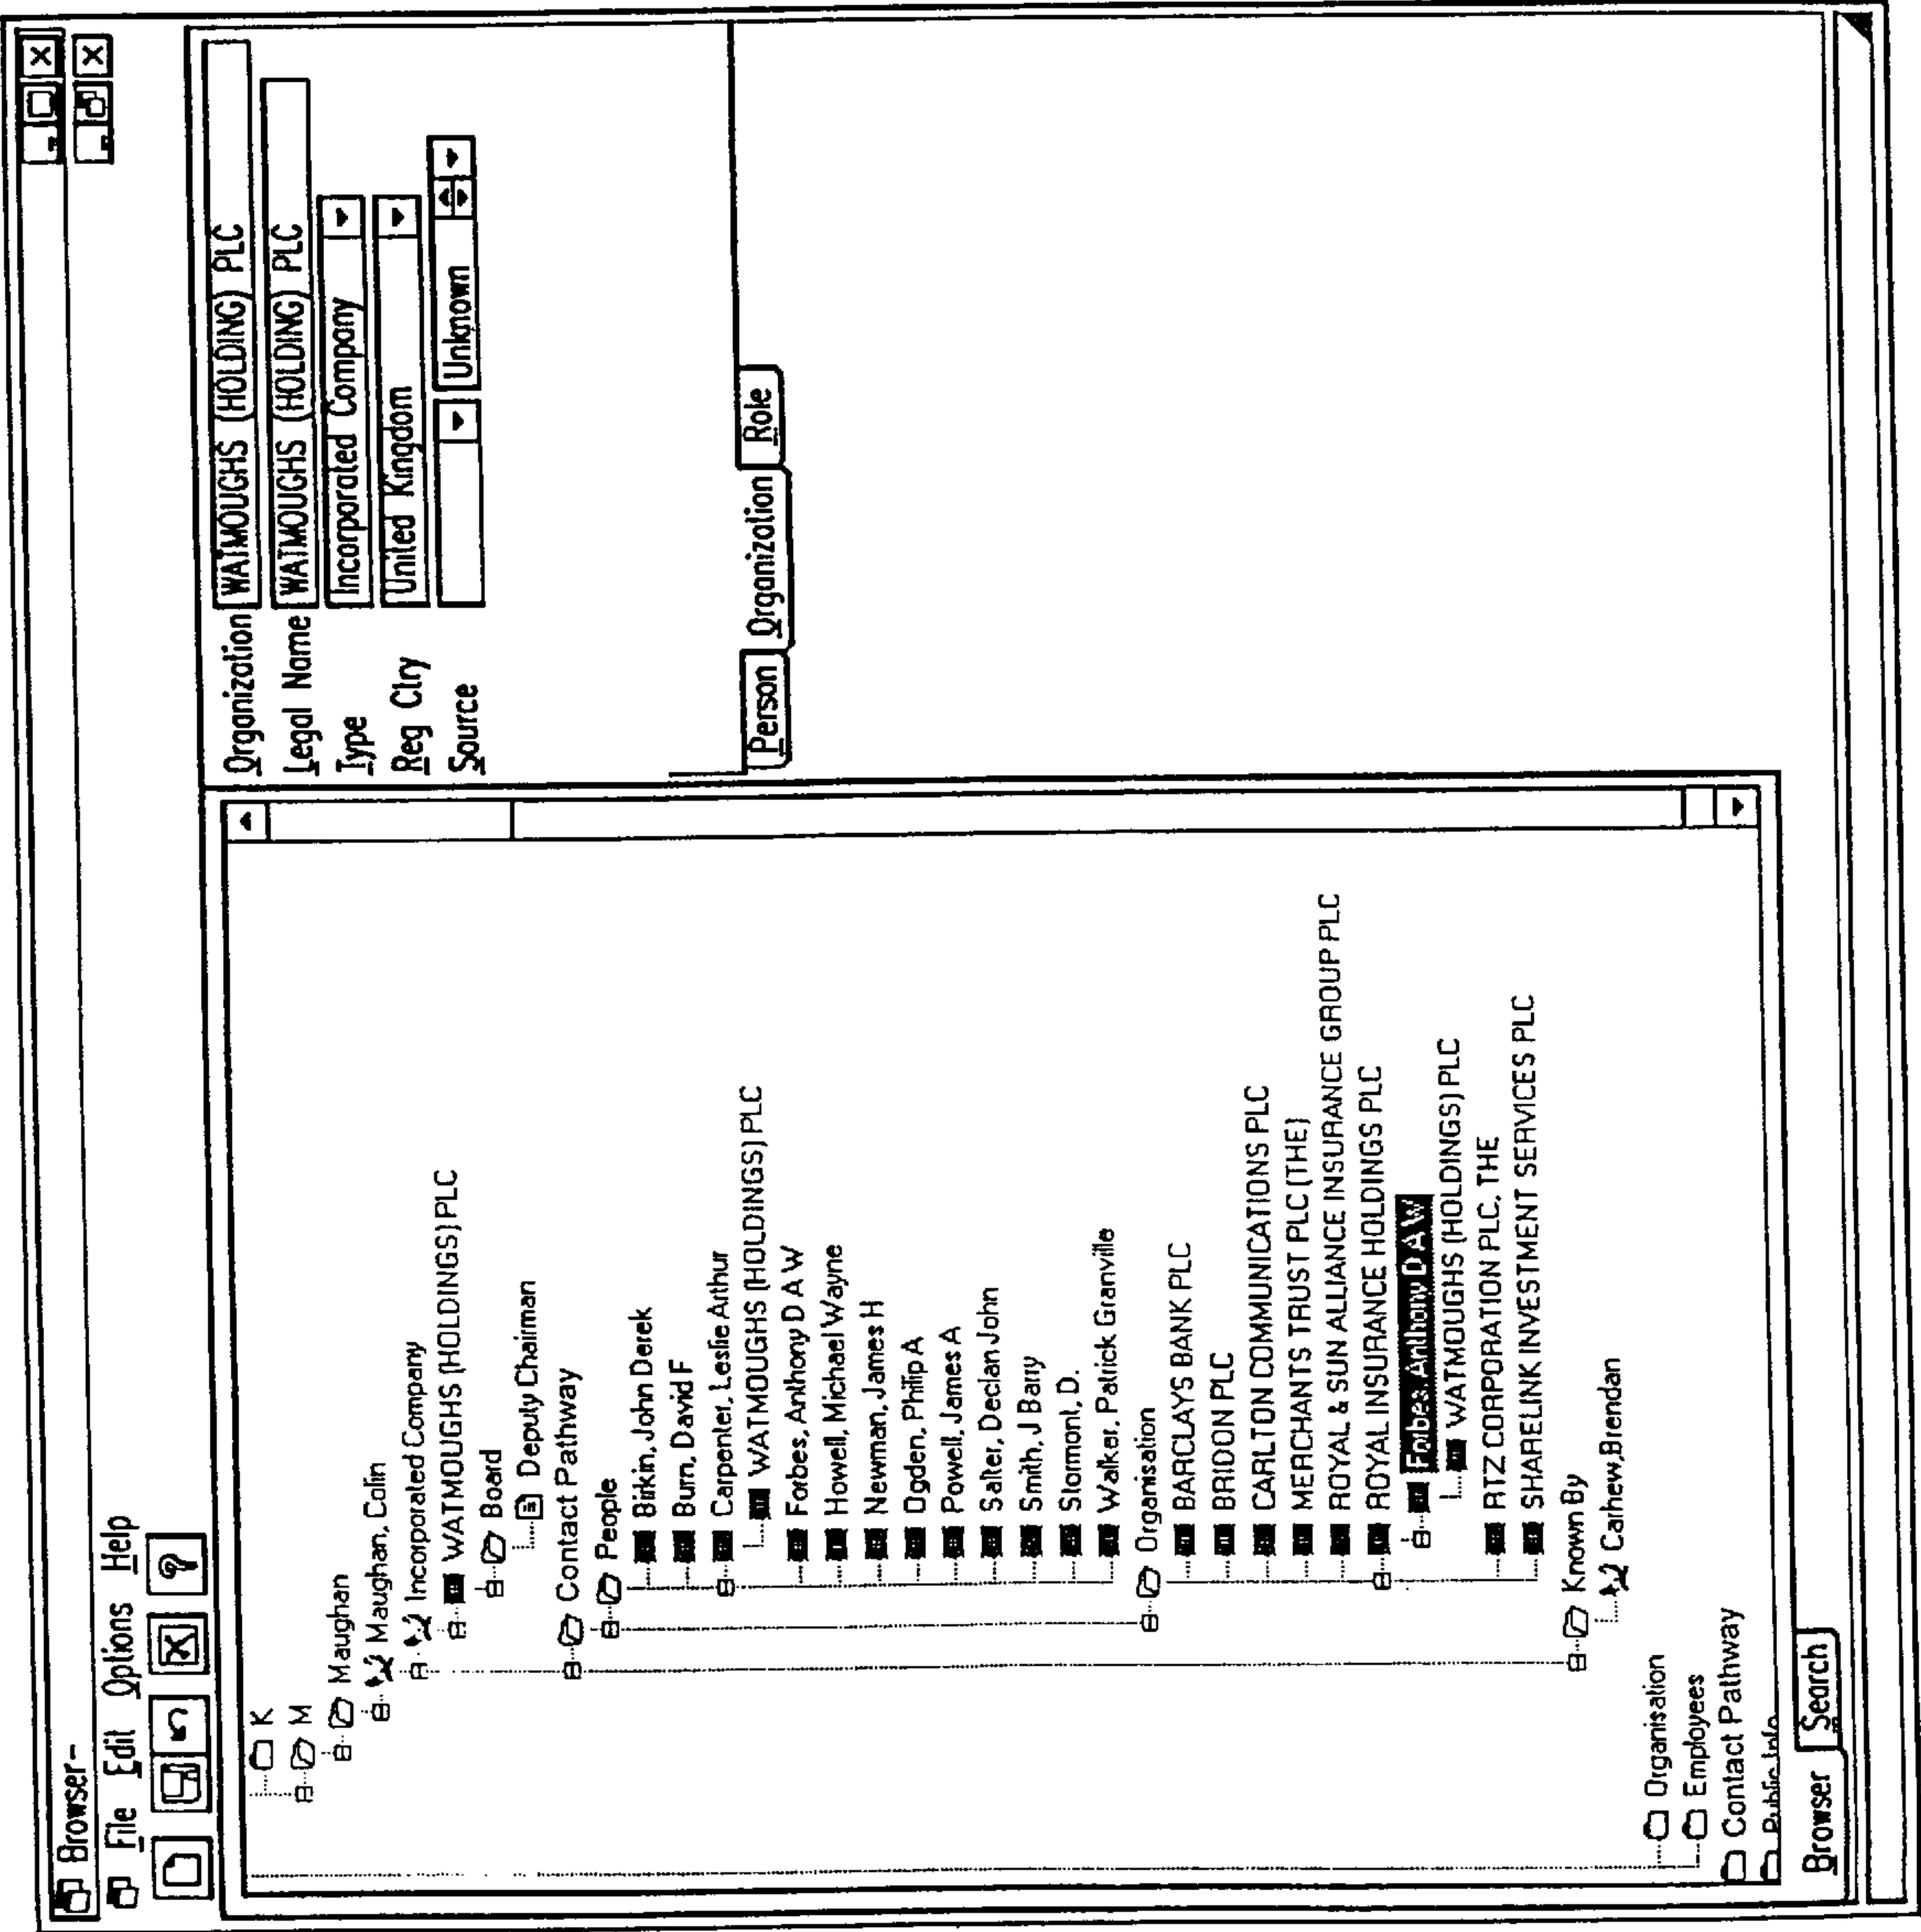 Browser-
File Edit Options Help
K
M
Maughan
Maughan, Colin
Incorporated Company
WATMOUGHS (HOLDINGS) PLC
Board
Deputy Chairman
Contact Pathway
People
Birkin, John Derek
Burn, David F
Carpenter, Leslie Arthur
WATMOUGHS (HOLDINGS) PLC
Forbes, Anthony D A W
Howell, Michael Wayne
Newman, James H
Ogden, Philip A
Powell, James A
Salter, Declan John
Smith, J Barry
Stormont, D.
Walker, Patrick Granville
Organisation
BARCLAYS BANK PLC
BRIDON PLC
CARLTON COMMUNICATIONS PLC
MERCHANTS TRUST PLC (THE)
ROYAL & SUN ALLIANCE INSURANCE GROUP PLC
ROYAL INSURANCE HOLDINGS PLC
Forbes Anthony D A W
WATMOUGHS (HOLDINGS) PLC
RTZ CORPORATION PLC. THE
SHARELINK INVESTMENT SERVICES PLC
Known By
Carhew,Brendan
Organisation
Employees
Contact Pathway
Public Info
Browser Search
Organization WATMOUGHS (HOLDING) PLC
Legal Name WATMOUGHS (HOLDING) PLC
Type Incorporated Company
Reg Ctry United Kingdom
Source Unknown
Person Organization Role